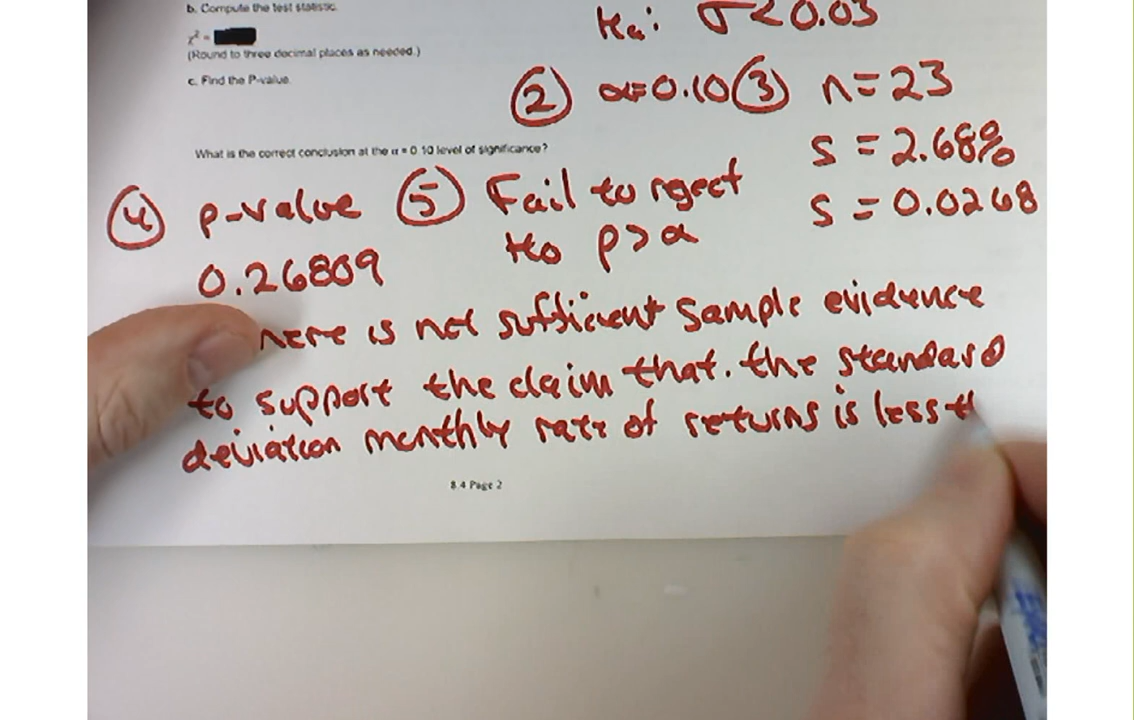 b. Compute the test statistic.
Ha: σ<0.03
χ² =
(Round to three decimal places as needed.)
c. Find the P-value.
② α=0.10 ③ n=23
What is the correct conclusion at the α = 0.10 level of significance?
s = 2.68%
④ p-value ⑤ Fail to reject
s = 0.0268
Ho p>α
0.26809
here is not sufficient sample evidence
to support the claim that. the standard
deviation monthly rate of returns is less t
8.4 Page 2